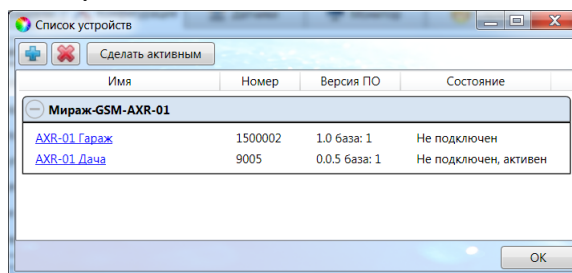 Список устройств
Сделать активным
Имя Номер Версия ПО Состояние
Мираж-GSM-AXR-01
AXR-01 Гараж 1500002 1.0 база: 1 Не подключен
AXR-01 Дача 9005 0.0.5 база: 1 Не подключен, активен
ОК